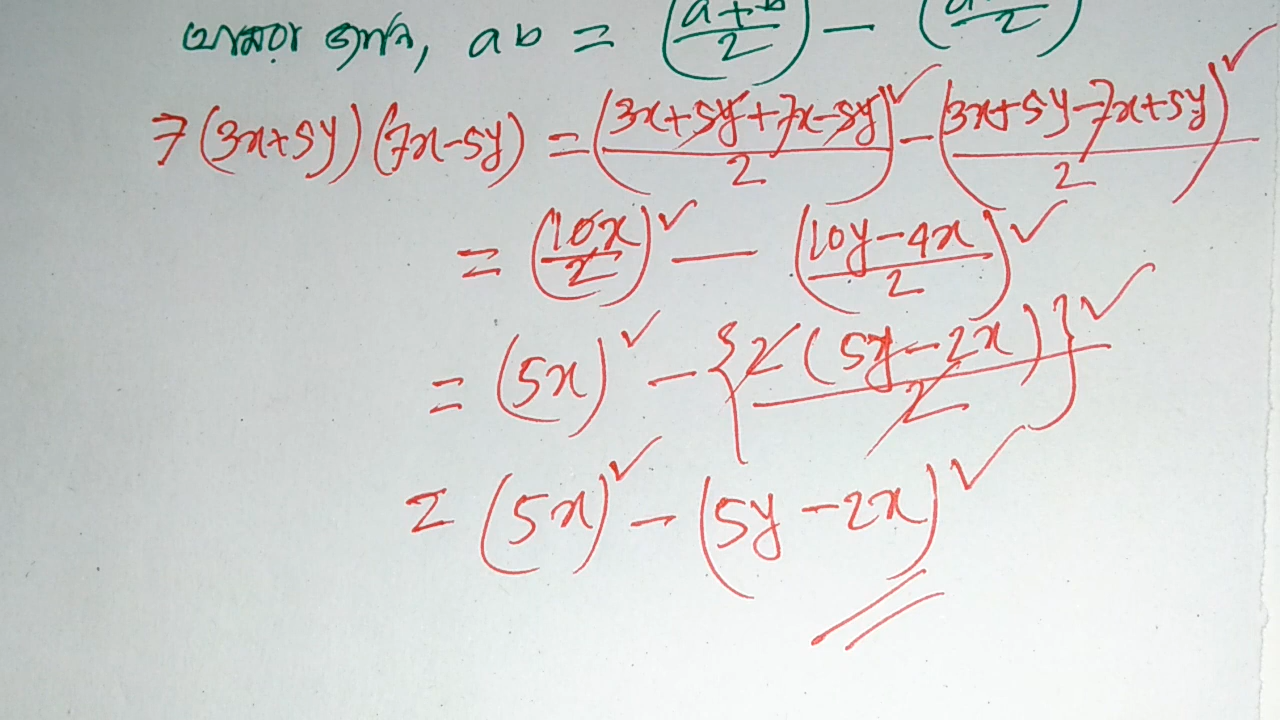 আমরা জানি, ab = (a+b/2) - (a-/2)
7(3x+5y)(7x-5y) = (3x+5y+7x-5y/2)² - (3x+5y-7x+5y/2)²
= (10x/2)² - (10y-4x/2)²
= (5x)² - {2(5y-2x)/2}²
= (5x)² - (5y-2x)²